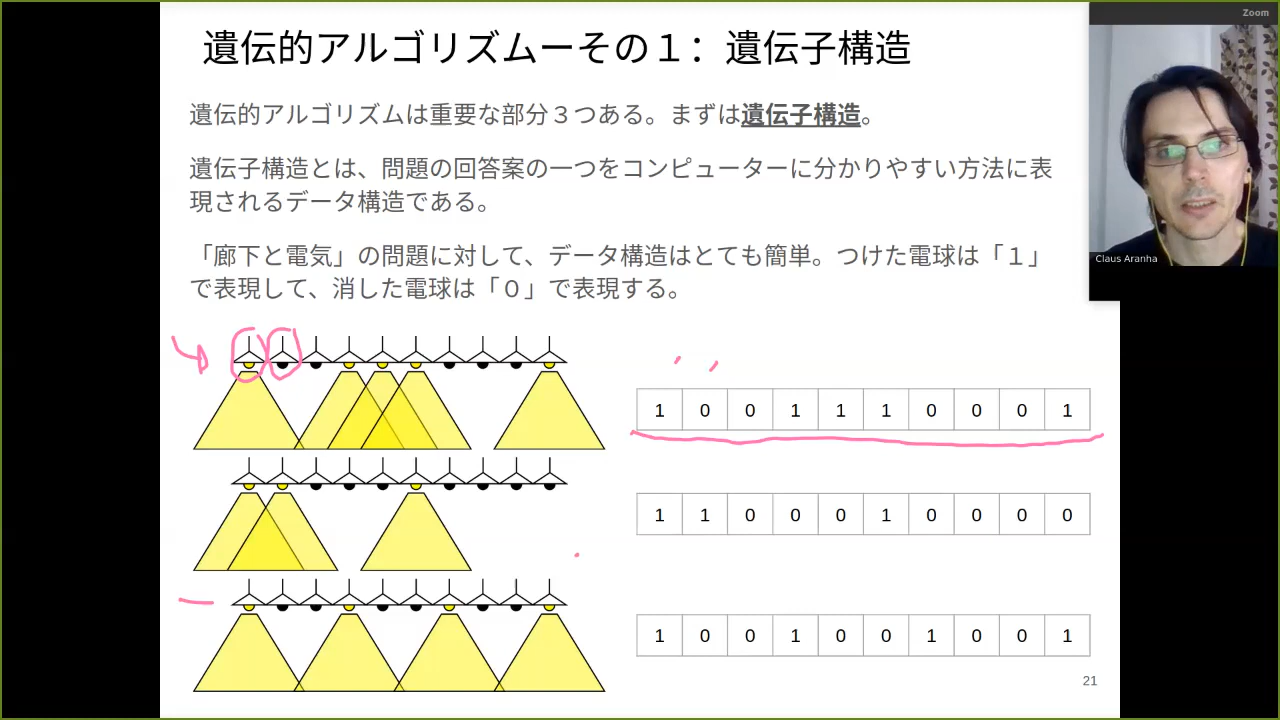 遺伝的アルゴリズムーその１：遺伝子構造
Zoom
遺伝的アルゴリズムは重要な部分３つある。まずは遺伝子構造。
遺伝子構造とは、問題の回答案の一つをコンピューターに分かりやすい方法に表
現されるデータ構造である。
「廊下と電気」の問題に対して、データ構造はとても簡単。つけた電球は「１」
で表現して、消した電球は「０」で表現する。
Claus Aranha
1 0 0 1 1 1 0 0 0 1
1 1 0 0 0 1 0 0 0 0
1 0 0 1 0 0 1 0 0 1
21